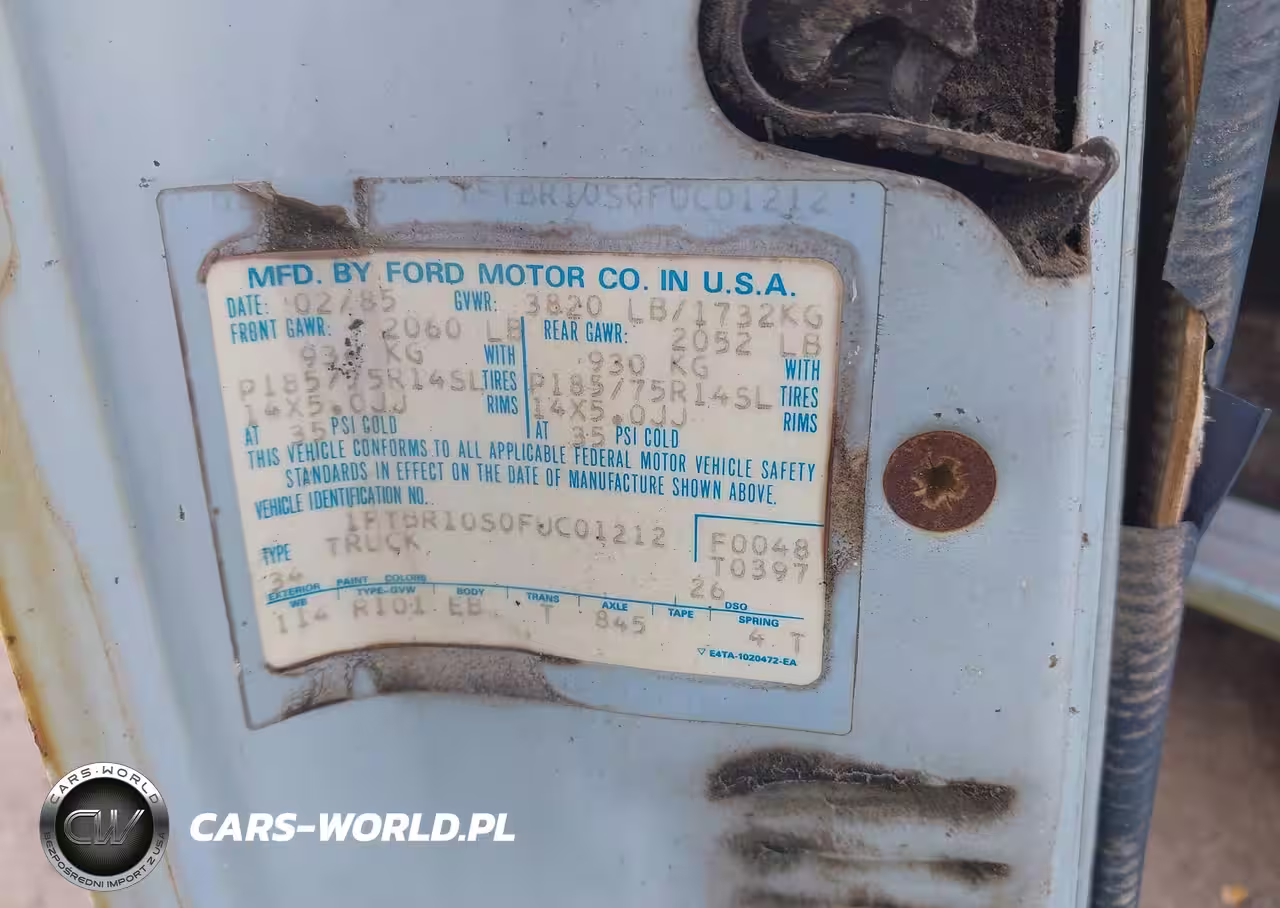 FTBR10S0FUC01212
MFD. BY FORD MOTOR CO. IN U.S.A.
DATE: 02/85 GVWR: 3820 LB/1732KG
FRONT GAWR: 2060 LB REAR GAWR: 2052 LB
KG WITH 930 KG WITH
P185/75R14SL TIRES P185/75R14SL TIRES
14X5.0JJ RIMS 14X5.0JJ RIMS
AT 35 PSI COLD AT 35 PSI COLD
THIS VEHICLE CONFORMS TO ALL APPLICABLE FEDERAL MOTOR VEHICLE SAFETY
STANDARDS IN EFFECT ON THE DATE OF MANUFACTURE SHOWN ABOVE.
VEHICLE IDENTIFICATION NO.
1FTBR10S0FUC01212
TYPE TRUCK
F0048
T0397
34 26
EXTERIOR PAINT COLORS DSO
WB TYPE-GVW BODY TRANS AXLE TAPE SPRING
114 R101 EB T 845 4 T
▽ E4TA-1020472-EA
CARS-WORLD
CW
BEZPOŚREDNI IMPORT Z USA
CARS-WORLD.PL